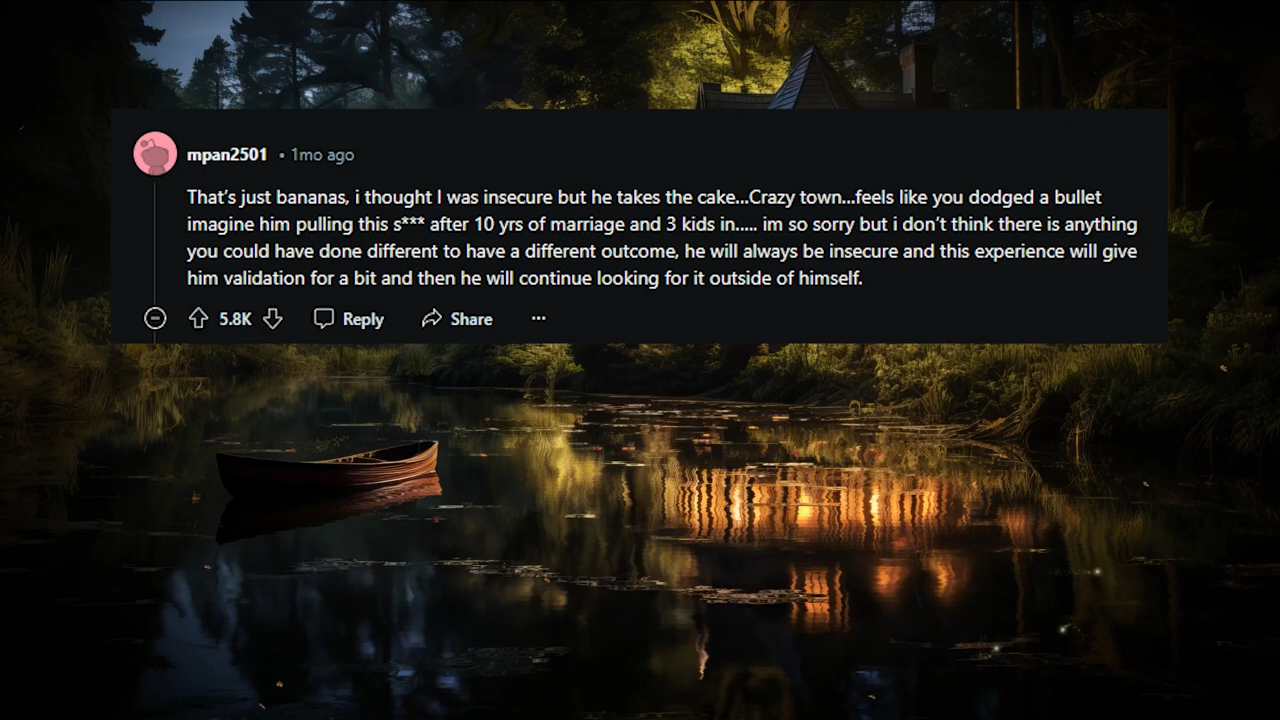 mpan2501 • 1mo ago
That's just bananas, i thought I was insecure but he takes the cake...Crazy town...feels like you dodged a bullet
imagine him pulling this s*** after 10 yrs of marriage and 3 kids in..... im so sorry but i don't think there is anything
you could have done different to have a different outcome, he will always be insecure and this experience will give
him validation for a bit and then he will continue looking for it outside of himself.
5.8K Reply Share ...